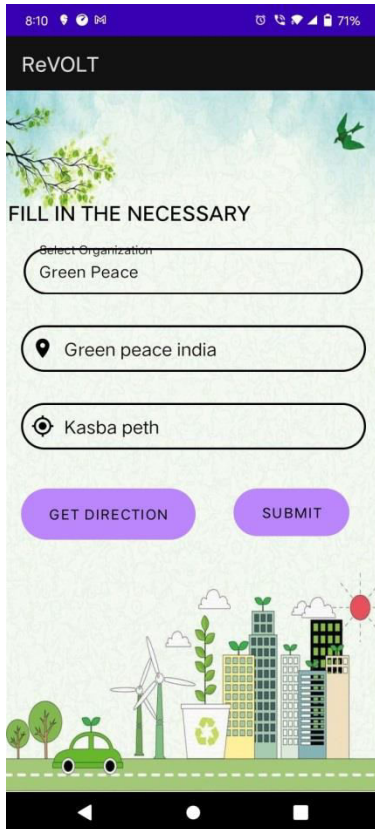 8:10
71%
ReVOLT
FILL IN THE NECESSARY
Select Organization
Green Peace
Green peace india
Kasba peth
GET DIRECTION
SUBMIT